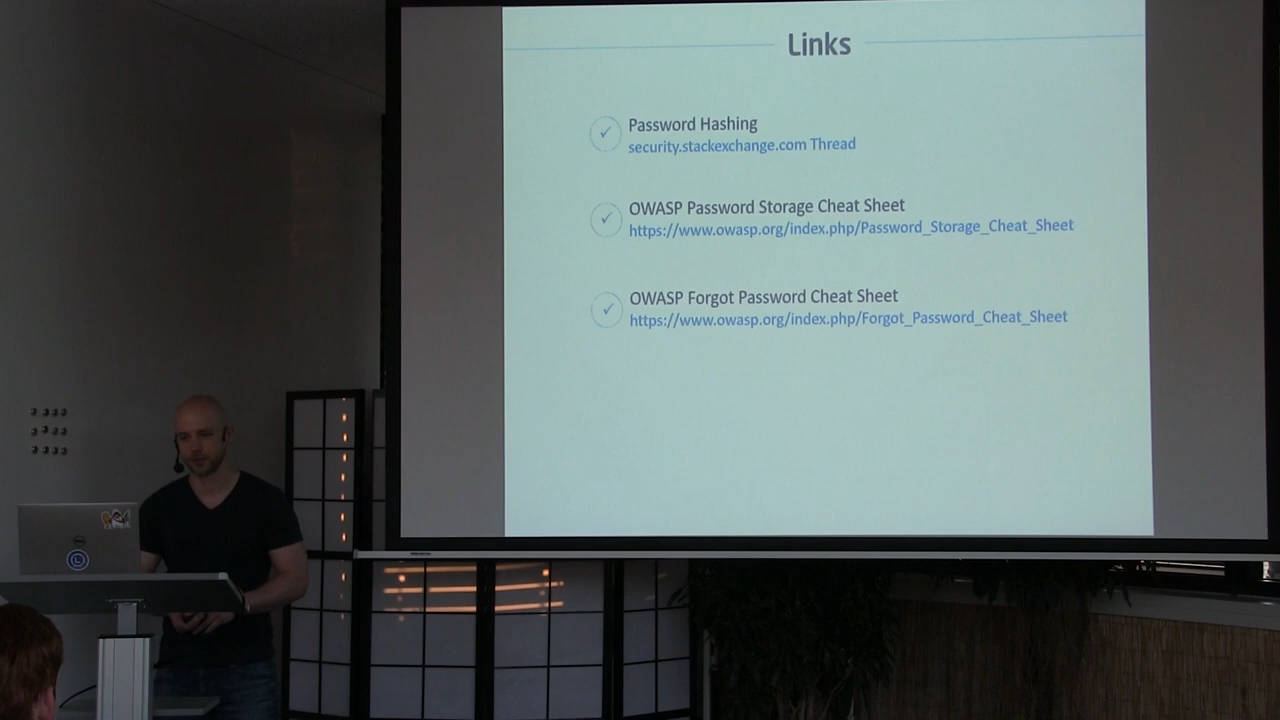 Links
Password Hashing
security.stackexchange.com Thread
OWASP Password Storage Cheat Sheet
https://www.owasp.org/index.php/Password_Storage_Cheat_Sheet
OWASP Forgot Password Cheat Sheet
https://www.owasp.org/index.php/Forgot_Password_Cheat_Sheet
DELL